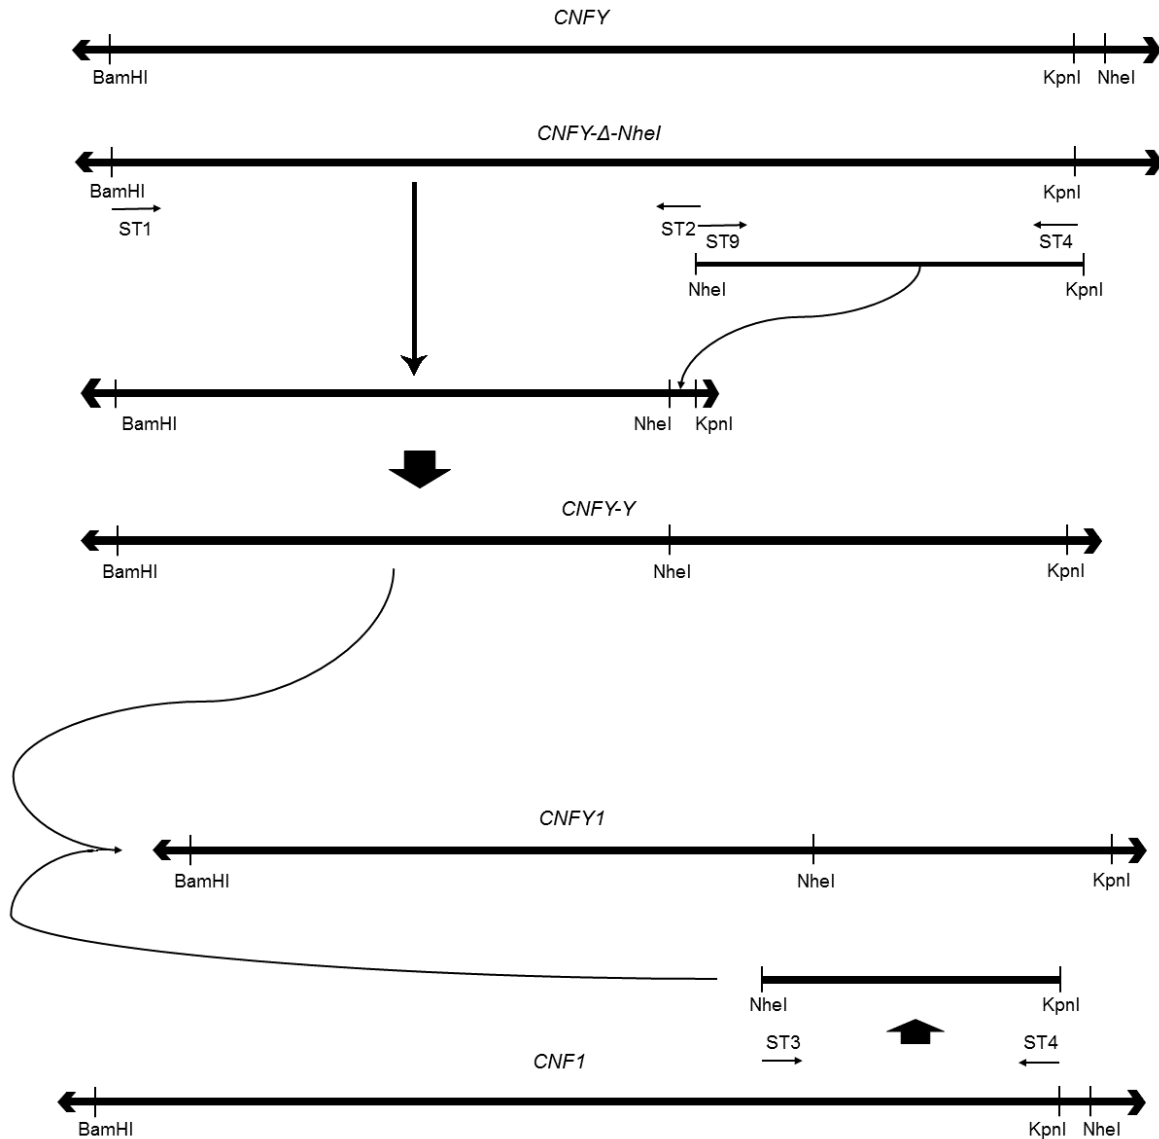 CNFY
BamHI KpnI NheI
CNFY-Δ-NheI
BamHI KpnI
ST1 ST2 ST9 ST4
NheI KpnI
BamHI NheI KpnI
CNFY-Y
BamHI NheI KpnI
CNFY1
BamHI NheI KpnI
NheI KpnI
ST3 ST4
CNF1
BamHI KpnI NheI